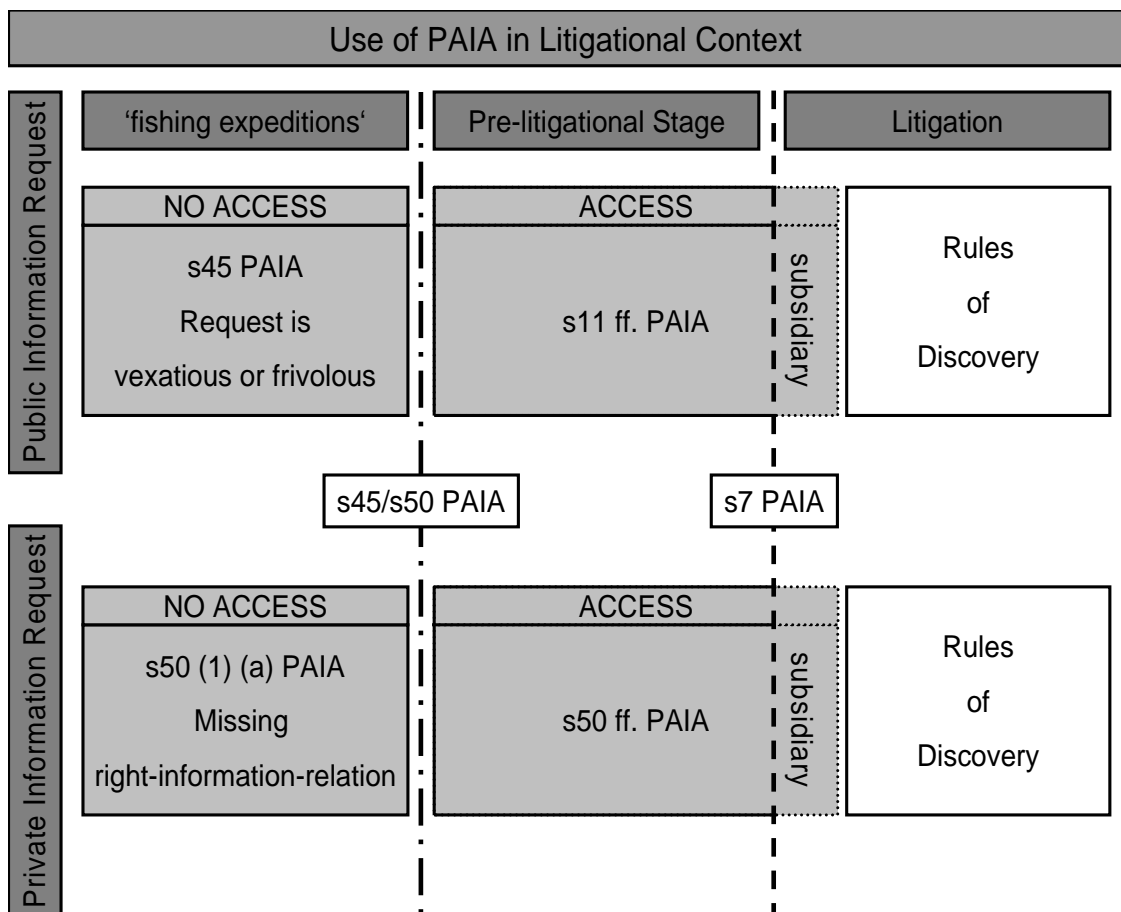 Use of PAIA in Litigational Context
Public Information Request
'fishing expeditions'
Pre-litigational Stage
Litigation
NO ACCESS
s45 PAIA
Request is
vexatious or frivolous
ACCESS
s11 ff. PAIA
subsidiary
Rules
of
Discovery
s45/s50 PAIA
s7 PAIA
Private Information Request
NO ACCESS
s50 (1) (a) PAIA
Missing
right-information-relation
ACCESS
s50 ff. PAIA
subsidiary
Rules
of
Discovery